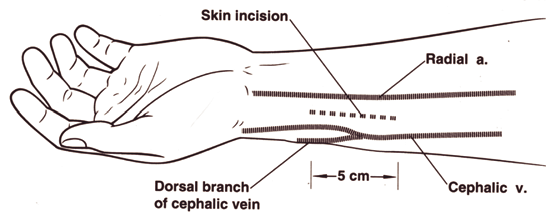 Skin incision
Radial a.
Dorsal branch
of cephalic vein
5 cm
Cephalic v.